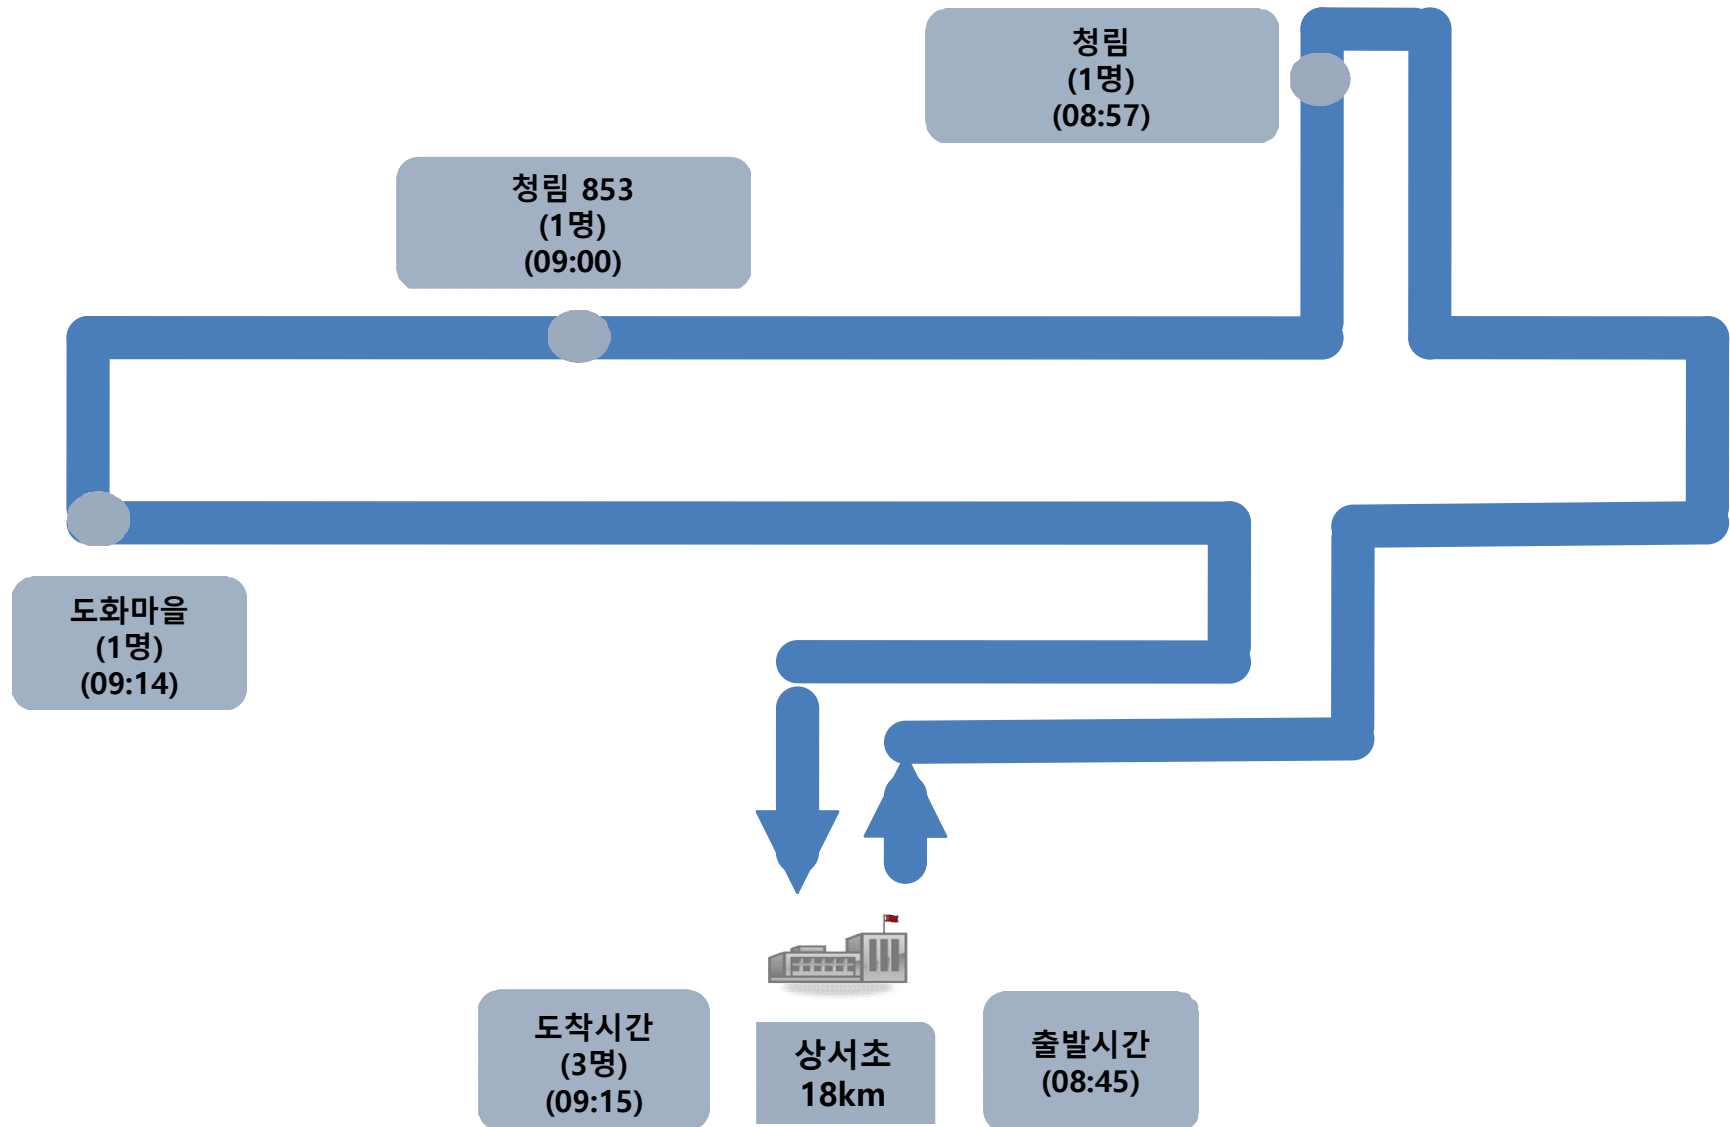 청림
(1명)
(08:57)
청림 853
(1명)
(09:00)
도화마을
(1명)
(09:14)
도착시간
(3명)
(09:15)
상서초
18km
출발시간
(08:45)